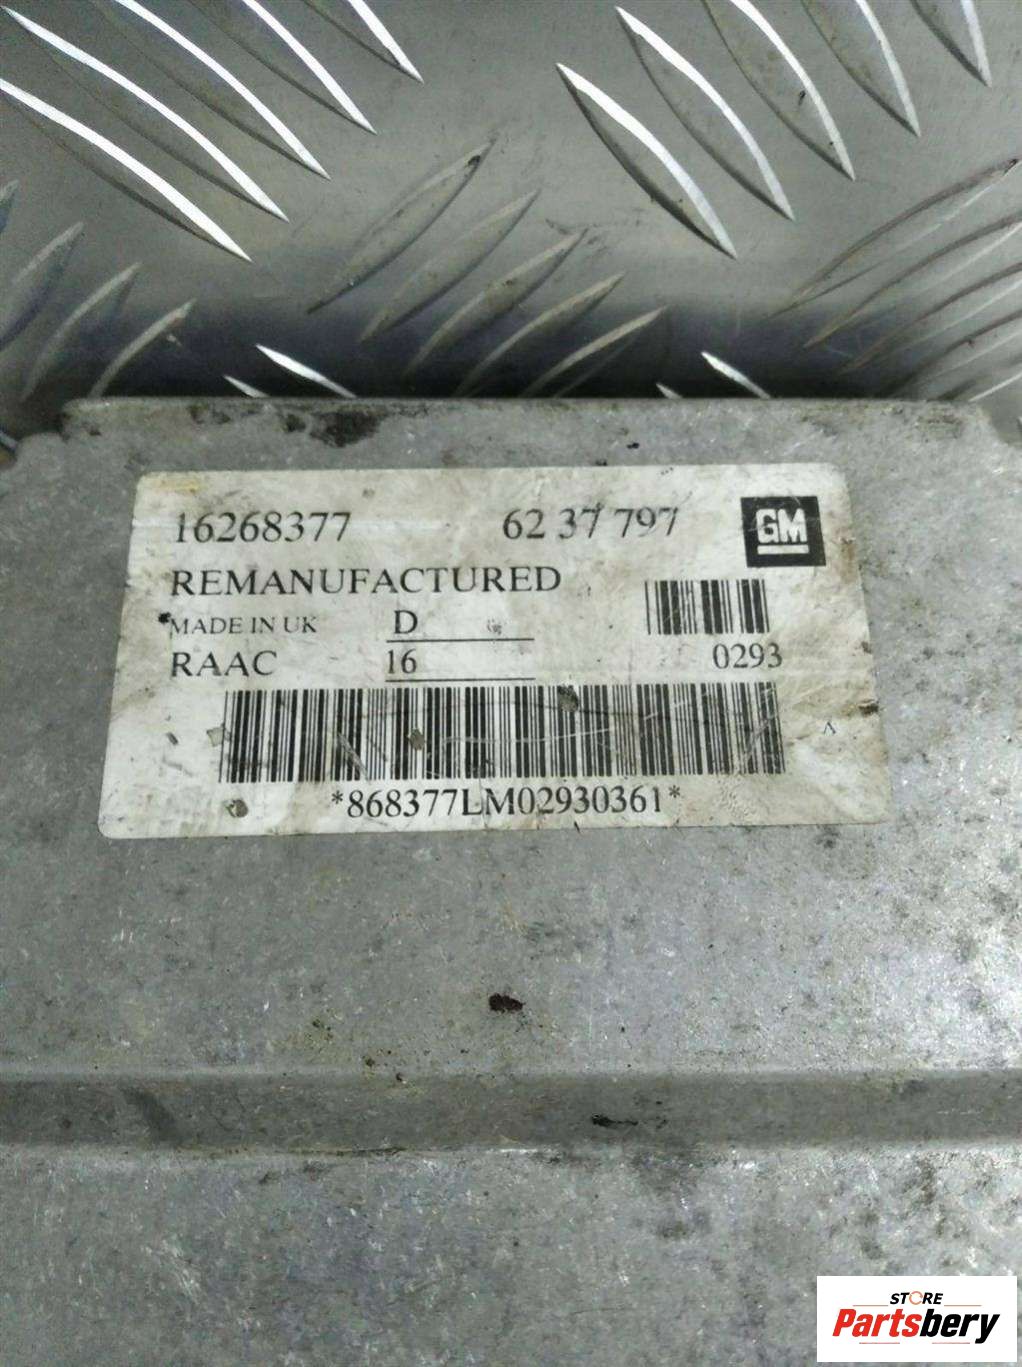 16268377 62 37 797 GM
REMANUFACTURED
MADE IN UK D
RAAC 16 0293
*868377LM02930361*
STORE
Partsbery